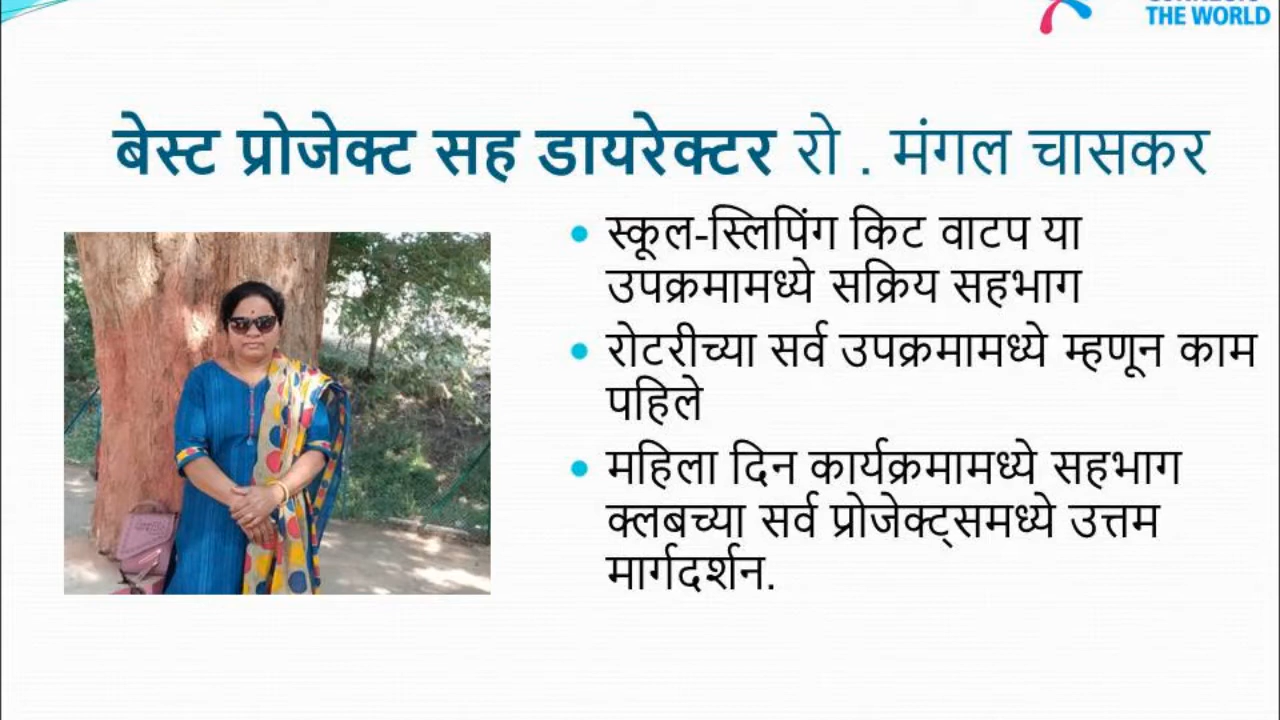 THE WORLD
बेस्ट प्रोजेक्ट सह डायरेक्टर रो . मंगल चासकर
स्कूल-स्लिपिंग किट वाटप या
उपक्रमामध्ये सक्रिय सहभाग
रोटरीच्या सर्व उपक्रमामध्ये म्हणून काम
पहिले
महिला दिन कार्यक्रमामध्ये सहभाग
क्लबच्या सर्व प्रोजेक्ट्समध्ये उत्तम
मार्गदर्शन.